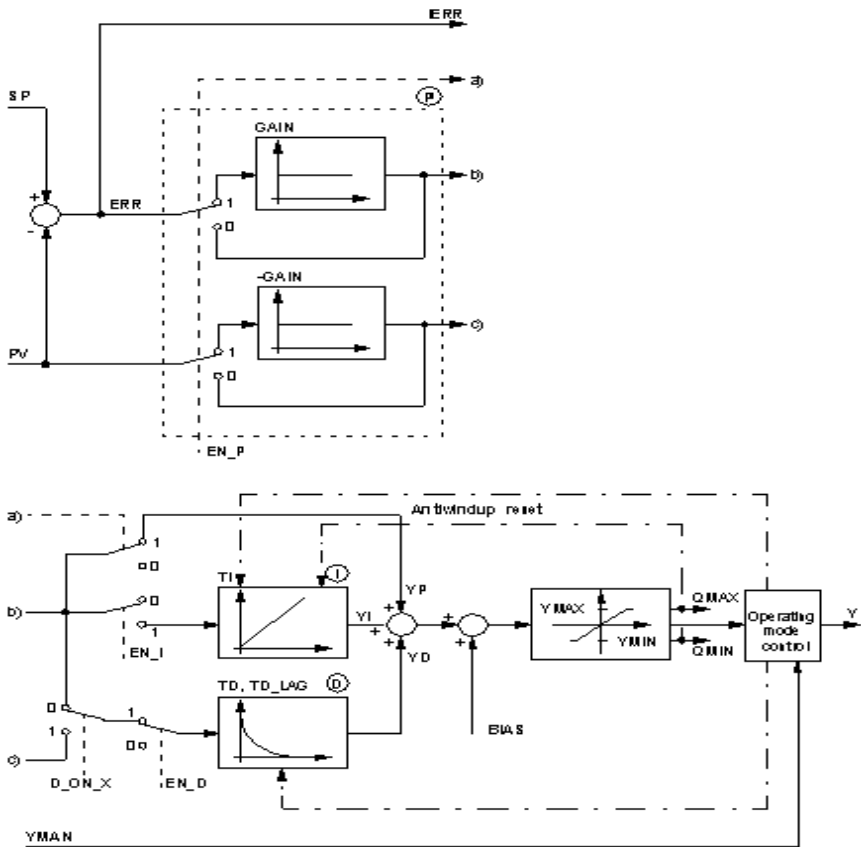 ERR
a)
SP
P
GAIN
b)
+
ERR
1
-
0
-GAIN
c)
PV
1
0
EN_P
Antiwindup reset
a)
1
0
TI
I
YP
b)
0
YI
+
+
+
YMAX
QMAX
Operating
mode
control
Y
1
+
+
YMIN
QMIN
EN_I
YD
TD, TD_LAG
D
0
1
1
0
BIAS
c)
D_ON_X
EN_D
YMAN